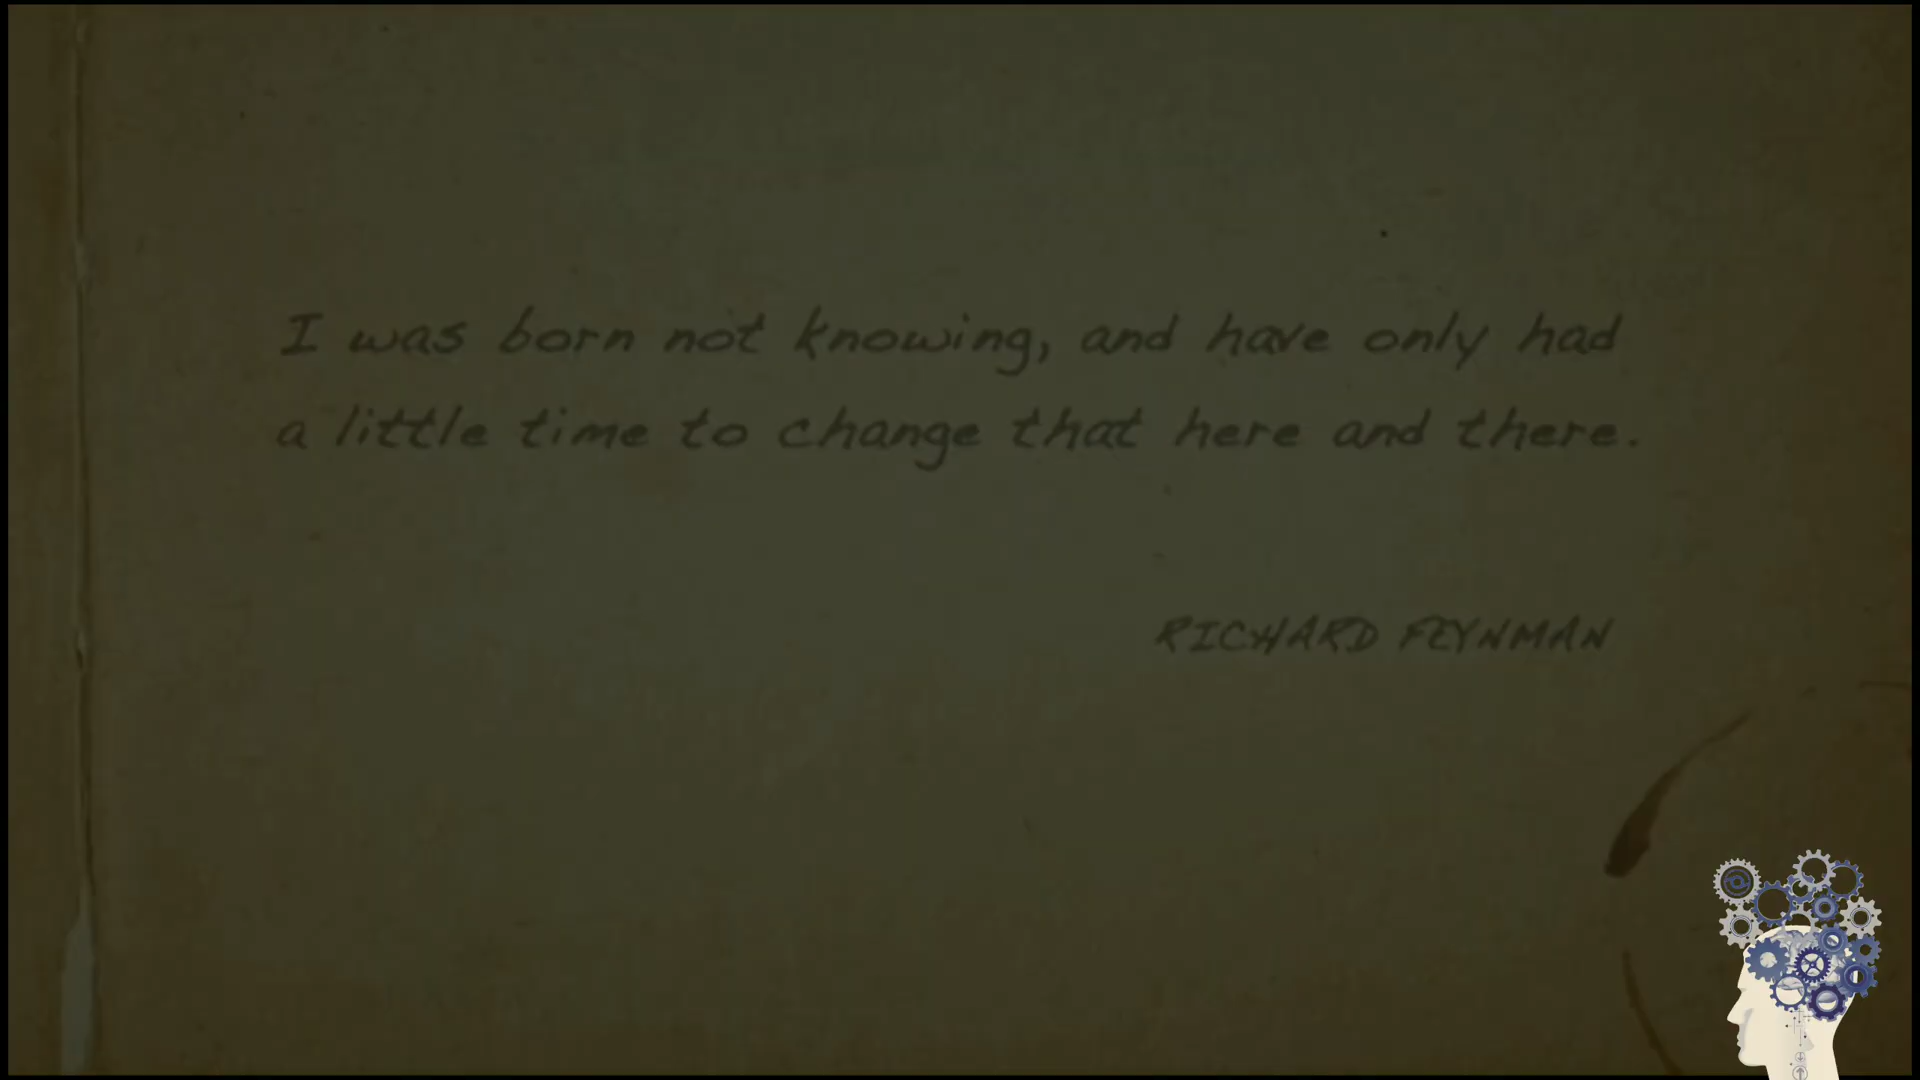 I was born not knowing, and have only had
a little time to change that here and there.
RICHARD FEYNMAN